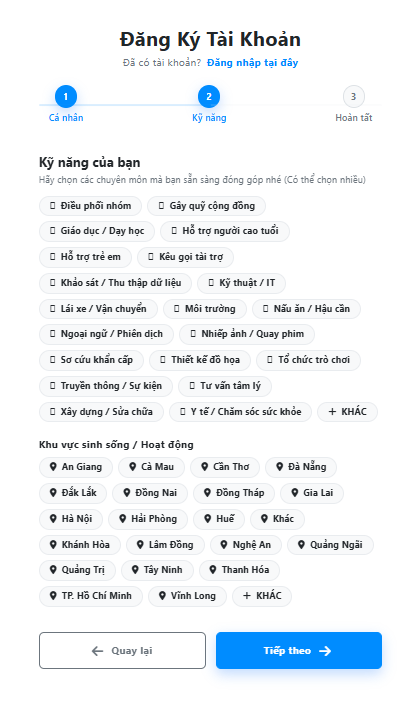 Đăng Ký Tài Khoản
Đã có tài khoản? Đăng nhập tại đây
1 2 3
Cá nhân Kỹ năng Hoàn tất
Kỹ năng của bạn
Hãy chọn các chuyên môn mà bạn sẵn sàng đóng góp nhé (Có thể chọn nhiều)
Điều phối nhóm Gây quỹ cộng đồng
Giáo dục / Dạy học Hỗ trợ người cao tuổi
Hỗ trợ trẻ em Kêu gọi tài trợ
Khảo sát / Thu thập dữ liệu Kỹ thuật / IT
Lái xe / Vận chuyển Môi trường Nấu ăn / Hậu cần
Ngoại ngữ / Phiên dịch Nhiếp ảnh / Quay phim
Sơ cứu khẩn cấp Thiết kế đồ họa Tổ chức trò chơi
Truyền thông / Sự kiện Tư vấn tâm lý
Xây dựng / Sửa chữa Y tế / Chăm sóc sức khỏe + KHÁC
Khu vực sinh sống / Hoạt động
An Giang Cà Mau Cần Thơ Đà Nẵng
Đắk Lắk Đồng Nai Đồng Tháp Gia Lai
Hà Nội Hải Phòng Huế Khác
Khánh Hòa Lâm Đồng Nghệ An Quảng Ngãi
Quảng Trị Tây Ninh Thanh Hóa
TP. Hồ Chí Minh Vĩnh Long + KHÁC
← Quay lại Tiếp theo →